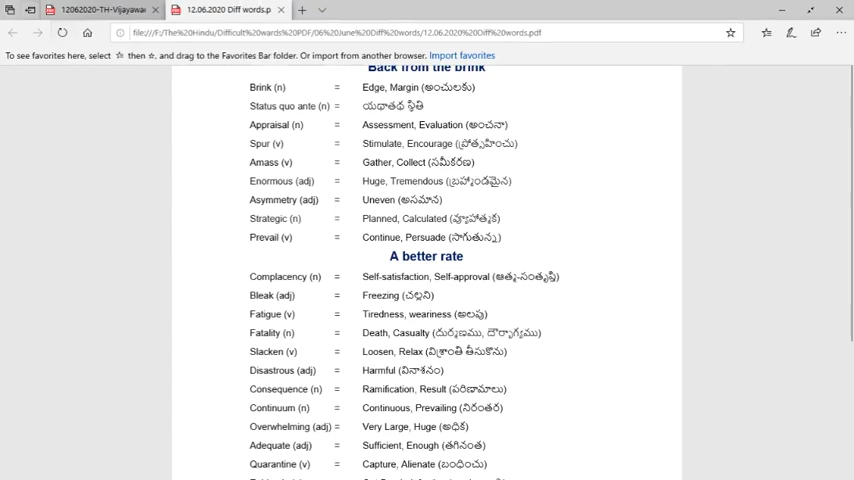 12062020-TH-Vijayawar
12.06.2020 Diff words.p
file:///F:/The%20Hindu/Difficult%20wards%20PDF/06%20June%20Diff%20words/12.06.2020%20Diff%20words.pdf
To see favorites here, select ☆ then ☆, and drag to the Favorites Bar folder. Or import from another browser. Import favorites
Back from the brink
Brink (n) = Edge, Margin (అంచులకు)
Status quo ante (n) = యథాతథ స్థితి
Appraisal (n) = Assessment, Evaluation (అంచనా)
Spur (v) = Stimulate, Encourage (ప్రోత్సహించు)
Amass (v) = Gather, Collect (సమీకరణ)
Enormous (adj) = Huge, Tremendous (బ్రహ్మాండమైన)
Asymmetry (adj) = Uneven (అసమాన)
Strategic (n) = Planned, Calculated (వ్యూహాత్మక)
Prevail (v) = Continue, Persuade (సాగుతున్న)
A better rate
Complacency (n) = Self-satisfaction, Self-approval (ఆత్మ-సంతృప్తి)
Bleak (adj) = Freezing (చల్లని)
Fatigue (v) = Tiredness, weariness (అలపు)
Fatality (n) = Death, Casualty (దుర్మణము, దౌర్భాగ్యము)
Slacken (v) = Loosen, Relax (విశ్రాంతి తీసుకొను)
Disastrous (adj) = Harmful (వినాశనం)
Consequence (n) = Ramification, Result (పరిణామాలు)
Continuum (n) = Continuous, Prevailing (నిరంతర)
Overwhelming (adj) = Very Large, Huge (అధిక)
Adequate (adj) = Sufficient, Enough (తగినంత)
Quarantine (v) = Capture, Alienate (బంధించు)